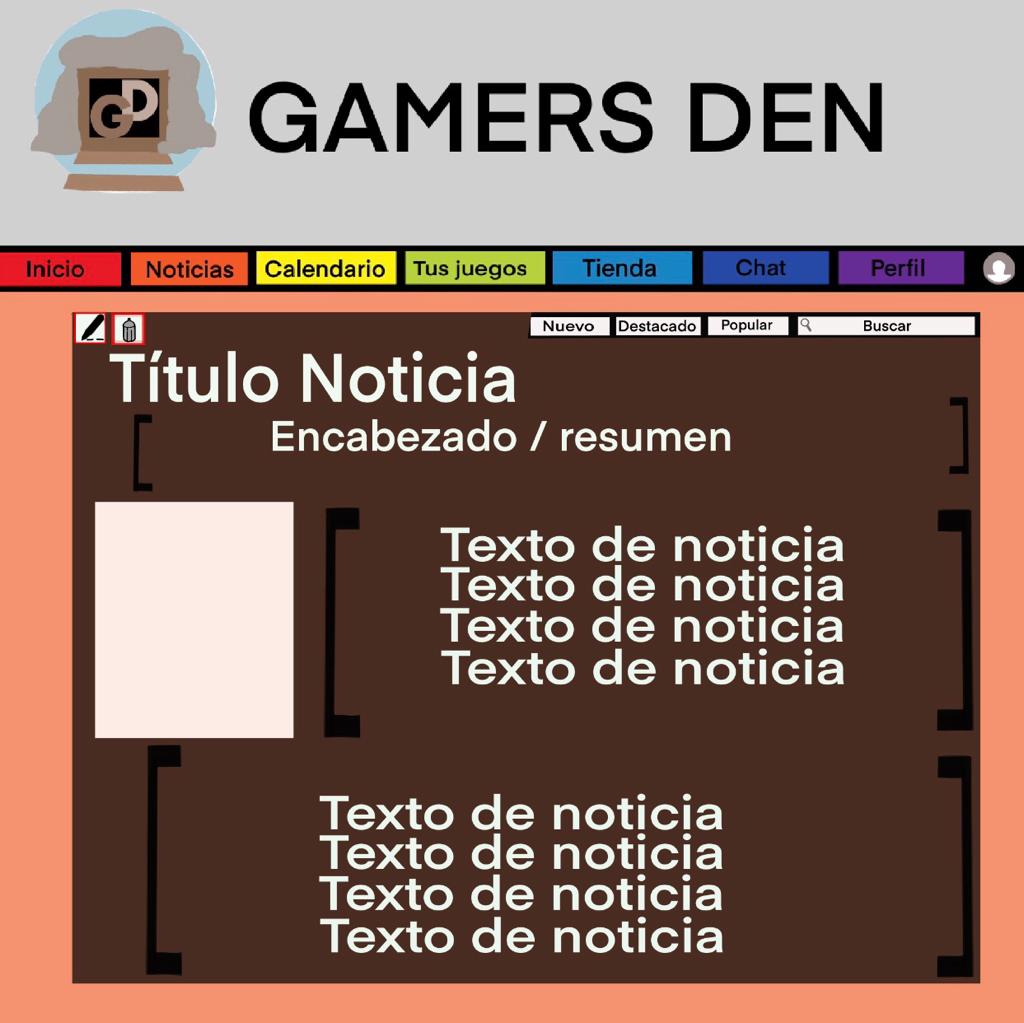 GD
GAMERS DEN
Inicio Noticias Calendario Tus juegos Tienda Chat Perfil
Nuevo Destacado Popular Buscar
Título Noticia
Encabezado / resumen
Texto de noticia
Texto de noticia
Texto de noticia
Texto de noticia
Texto de noticia
Texto de noticia
Texto de noticia
Texto de noticia